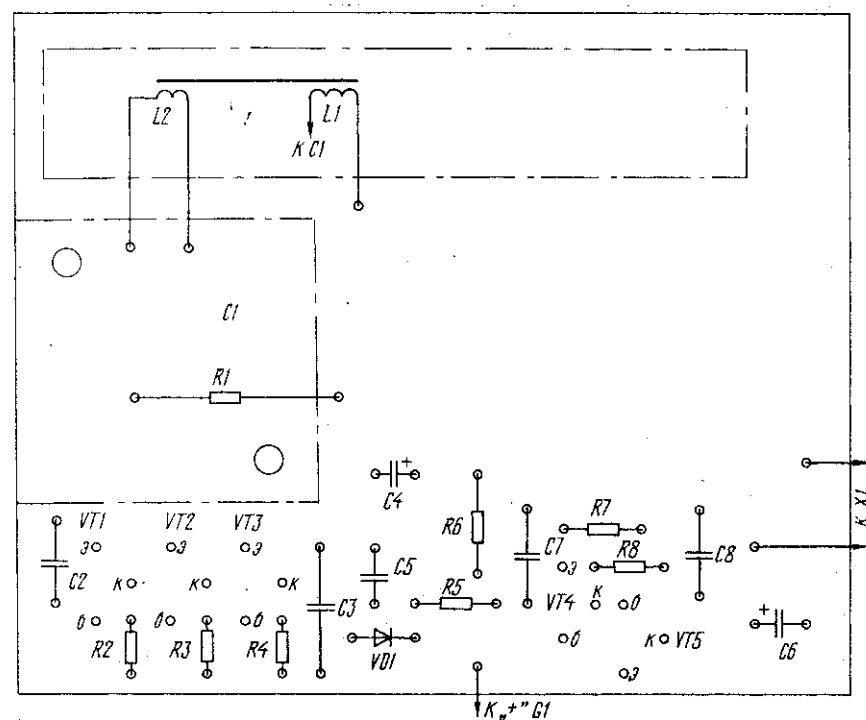 L2
L1
К С1
С1
R1
С4
+
R6
R7
К X1
VT1
VT2
VT3
С2
э
э
э
С7
R8
С8
С5
э
к
к
к
С3
R5
VT4
к
б
б
б
б
R2
R3
R4
VD1
б
к
VT5
+
С6
э
К „+” G1